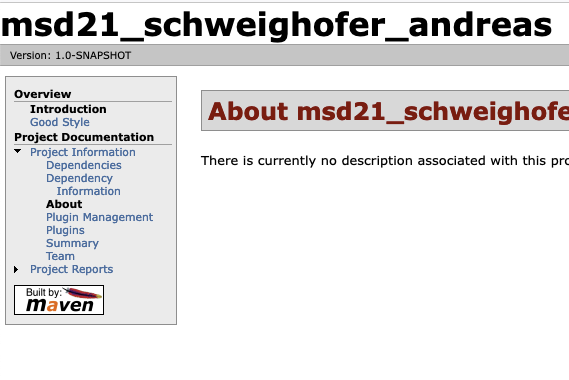 msd21_schweighofer_andreas
Version: 1.0-SNAPSHOT
Overview
Introduction
Good Style
Project Documentation
Project Information
Dependencies
Dependency
Information
About
Plugin Management
Plugins
Summary
Team
Project Reports
Built by:
maven
About msd21_schweighofe
There is currently no description associated with this pro